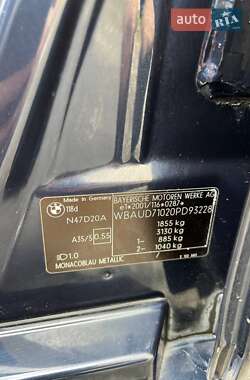 AUTO.RIA
Made in Germany
BAYERISCHE MOTOREN WERKE AG
118d
e1*2001/116*0287*
N47D20A
WBAUD71020PD93228
1855 kg
3130 kg
A35/5 0.55
1– 885 kg
2– 1040 kg
1.0
MONACOBLAU METALLIC